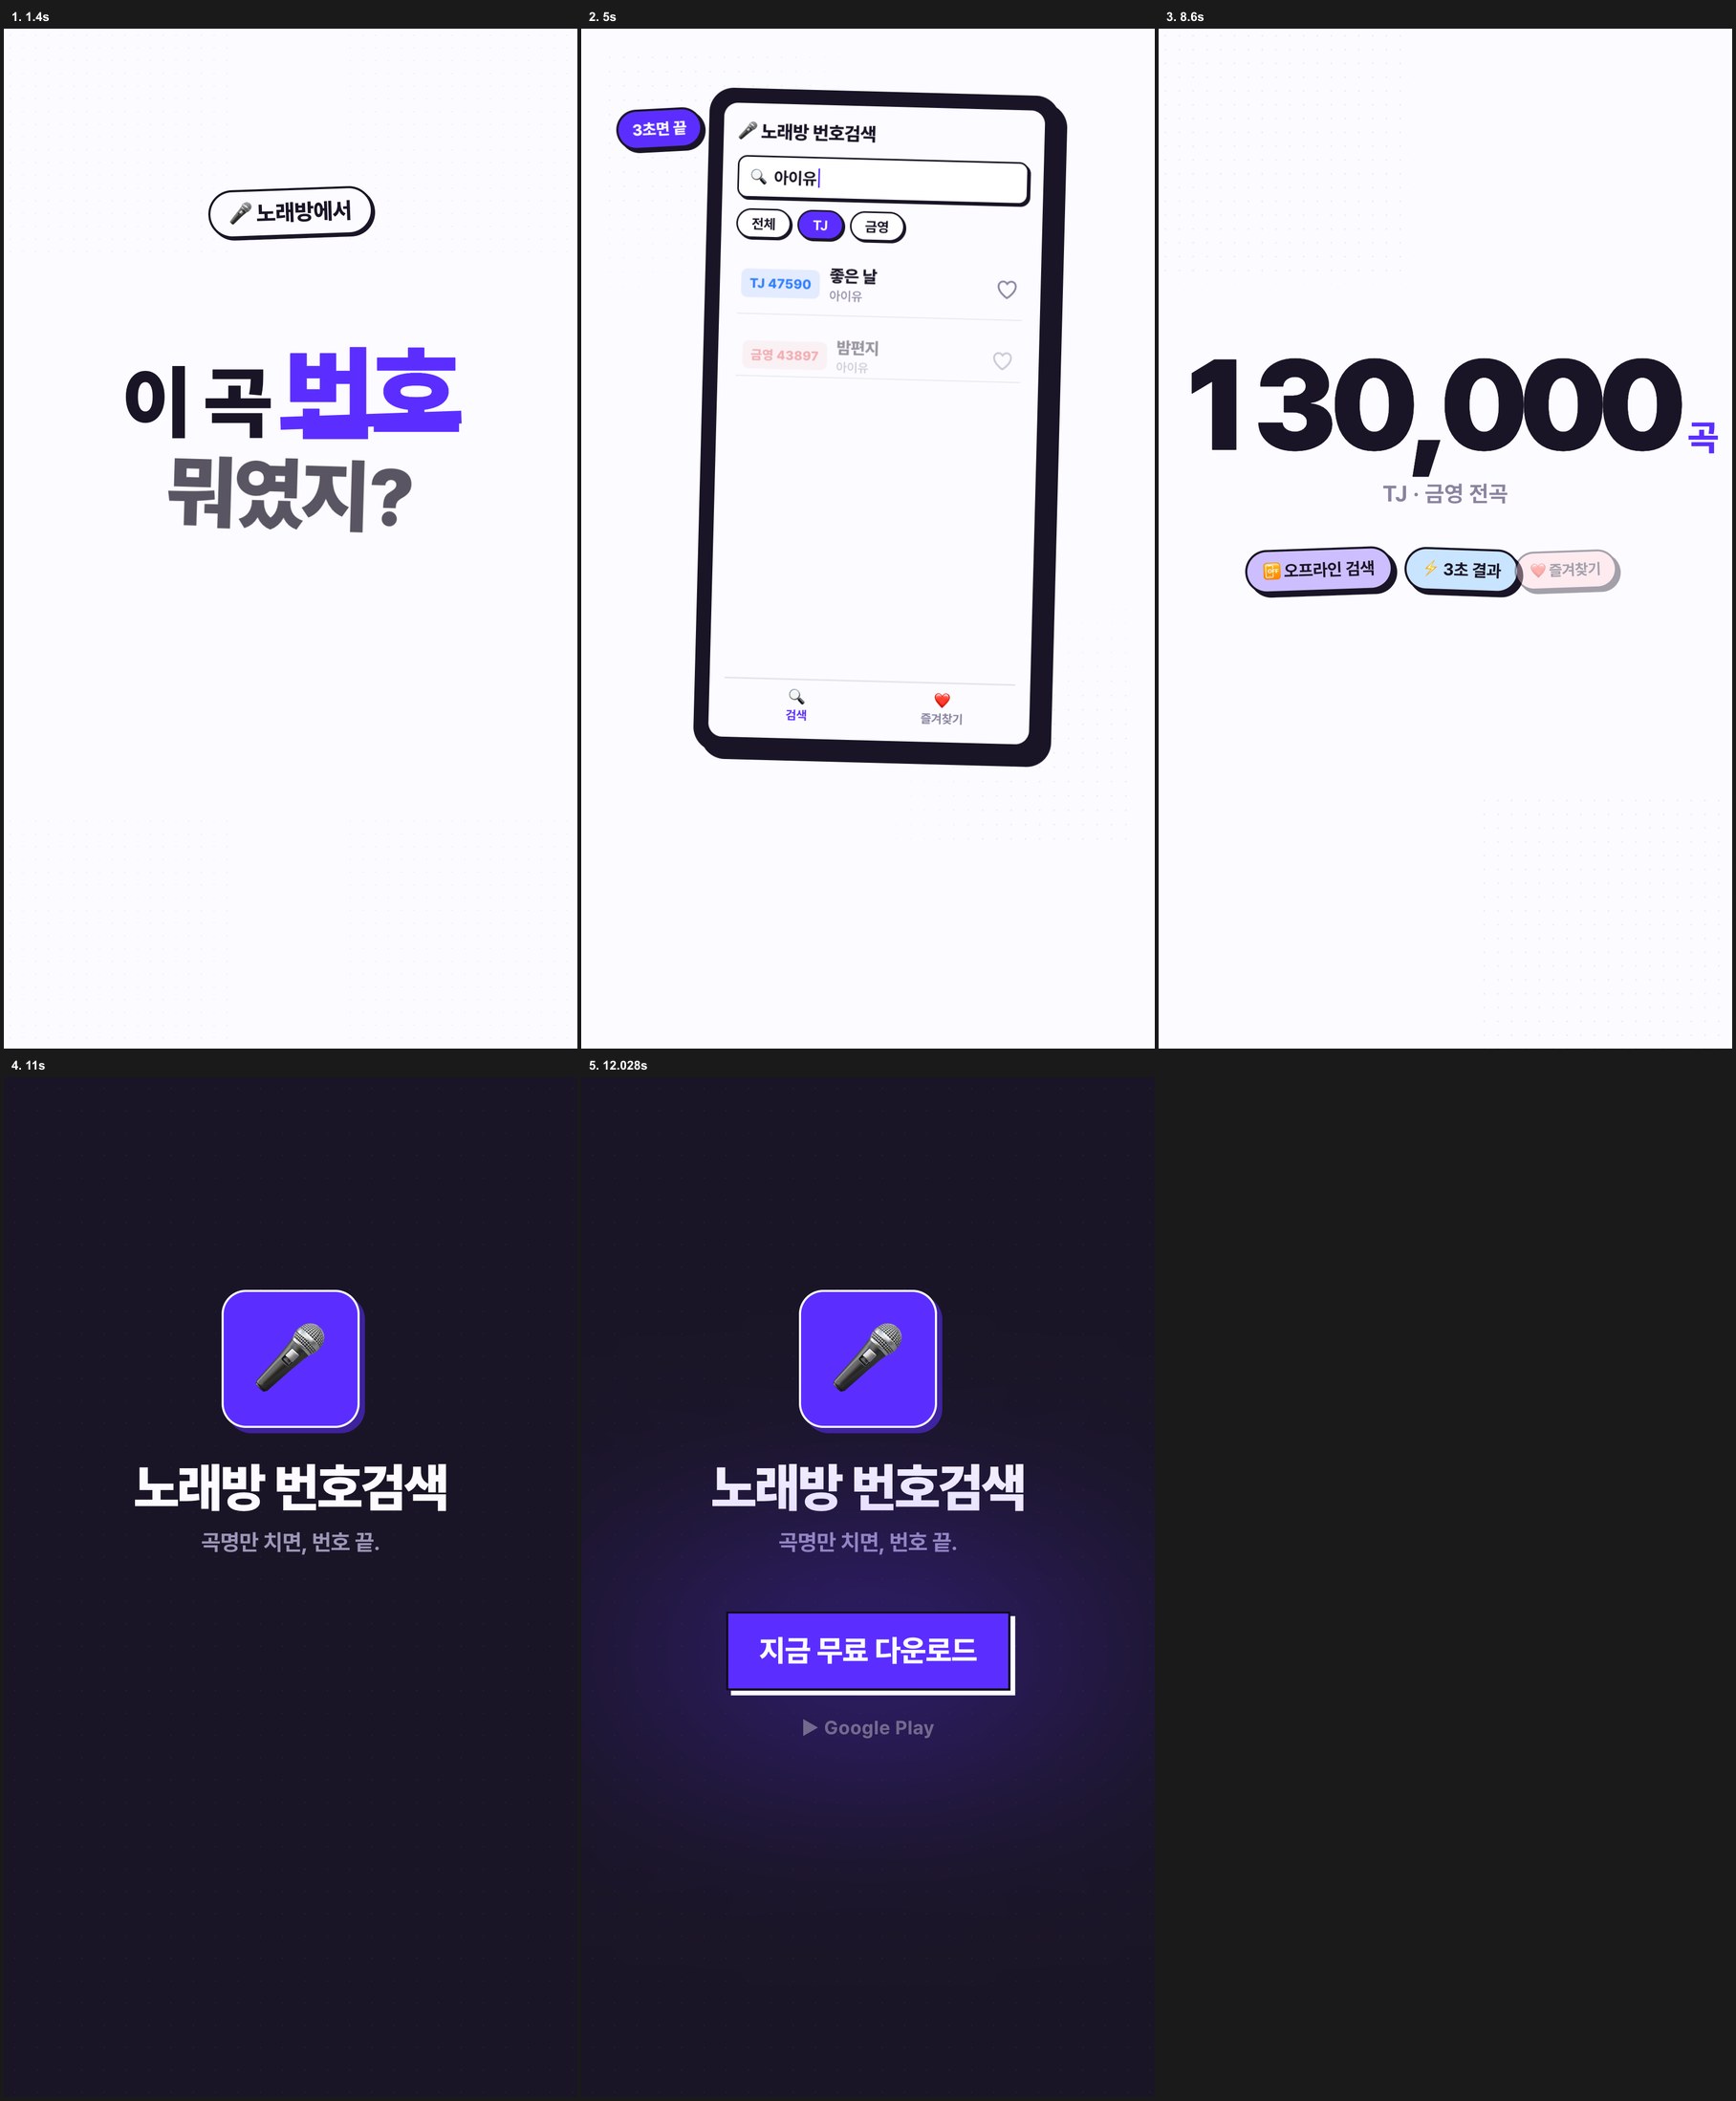 1. 1.4s
🎤 노래방에서
이 곡 번호
뭐였지?
2. 5s
3초면 끝
🎤 노래방 번호검색
🔍 아이유
전체 TJ 금영
TJ 47590 좋은 날
아이유
금영 43897 밤편지
아이유
🔍 ❤️
검색 즐겨찾기
3. 8.6s
130,000곡
TJ · 금영 전곡
📴 오프라인 검색 ⚡ 3초 결과 ❤️ 즐겨찾기
4. 11s
노래방 번호검색
곡명만 치면, 번호 끝.
5. 12.028s
노래방 번호검색
곡명만 치면, 번호 끝.
지금 무료 다운로드
▶ Google Play